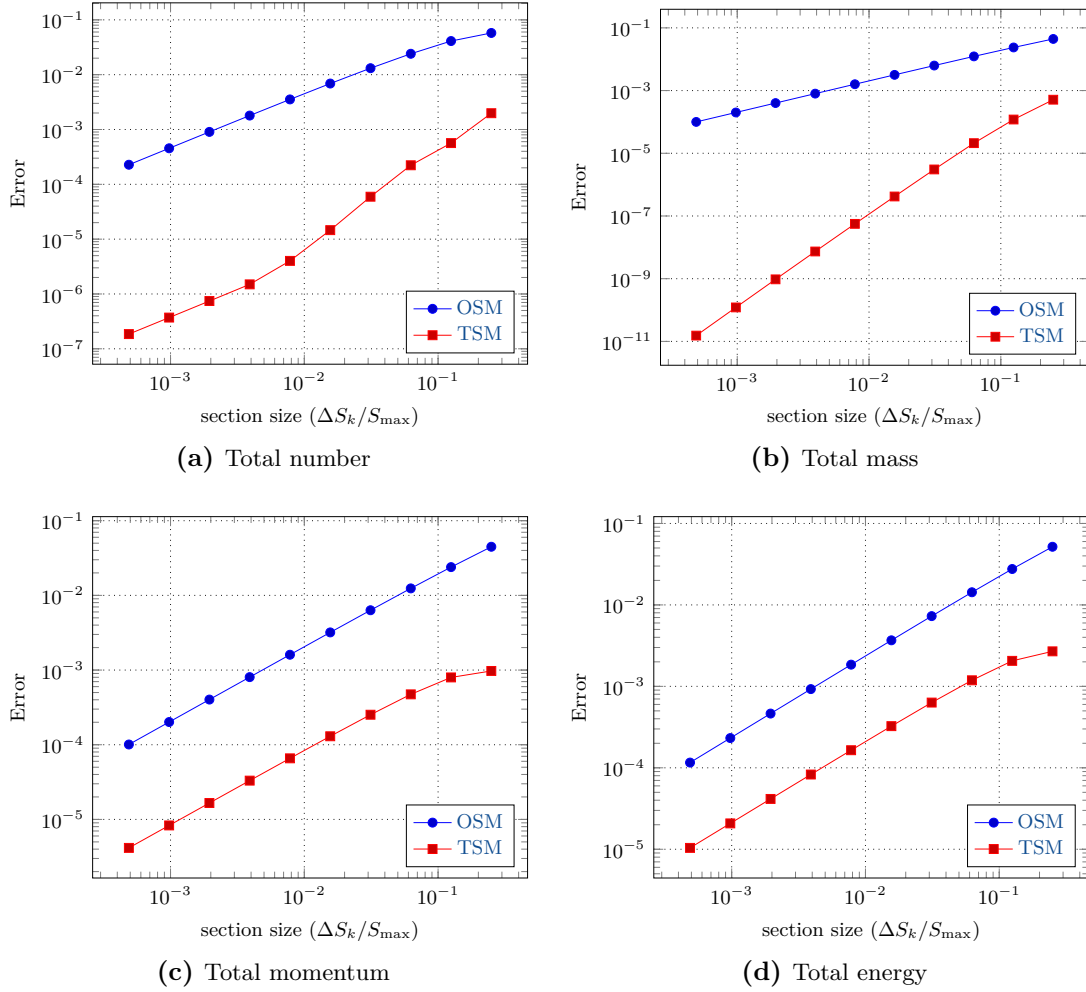 10^{-1}
10^{-2}
10^{-3}
10^{-4}
10^{-5}
10^{-6}
10^{-7}
Error
OSM
TSM
10^{-3} 10^{-2} 10^{-1}
section size (ΔS_k/S_max)
(a) Total number
10^{-1}
10^{-3}
10^{-5}
10^{-7}
10^{-9}
10^{-11}
Error
OSM
TSM
10^{-3} 10^{-2} 10^{-1}
section size (ΔS_k/S_max)
(b) Total mass
10^{-1}
10^{-2}
10^{-3}
10^{-4}
10^{-5}
Error
OSM
TSM
10^{-3} 10^{-2} 10^{-1}
section size (ΔS_k/S_max)
(c) Total momentum
10^{-1}
10^{-2}
10^{-3}
10^{-4}
10^{-5}
Error
OSM
TSM
10^{-3} 10^{-2} 10^{-1}
section size (ΔS_k/S_max)
(d) Total energy